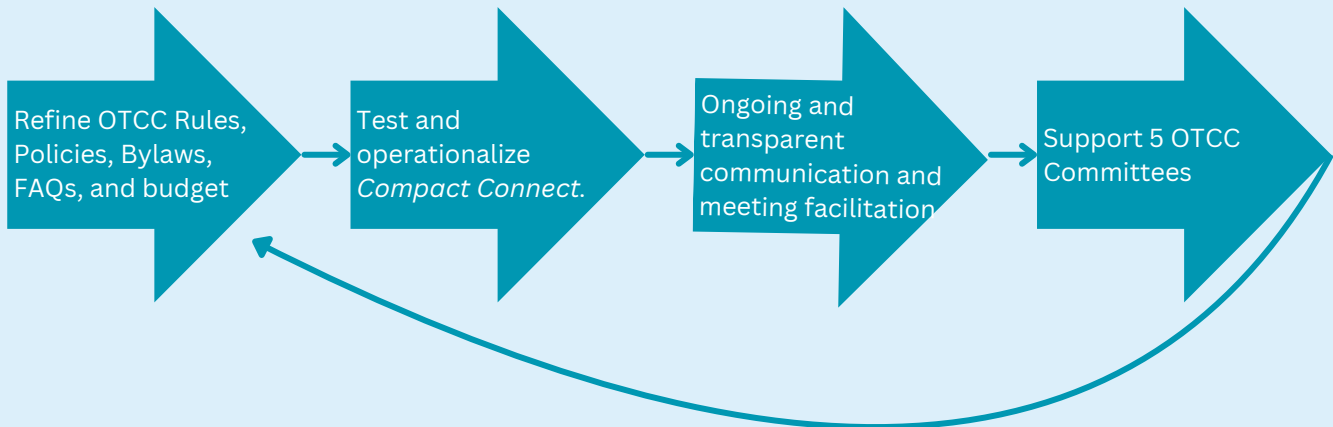 Refine OTCC Rules,
Policies, Bylaws,
FAQs, and budget
Test and
operationalize
Compact Connect.
Ongoing and
transparent
communication and
meeting facilitation
Support 5 OTCC
Committees